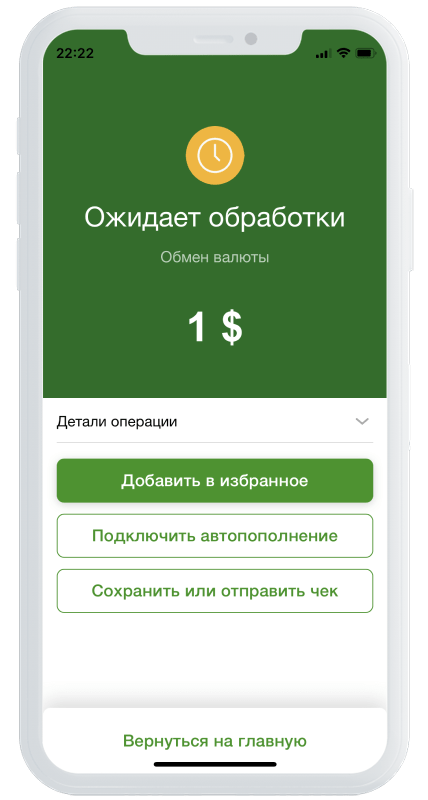 22:22
Ожидает обработки
Обмен валюты
1 $
Детали операции
Добавить в избранное
Подключить автопополнение
Сохранить или отправить чек
Вернуться на главную